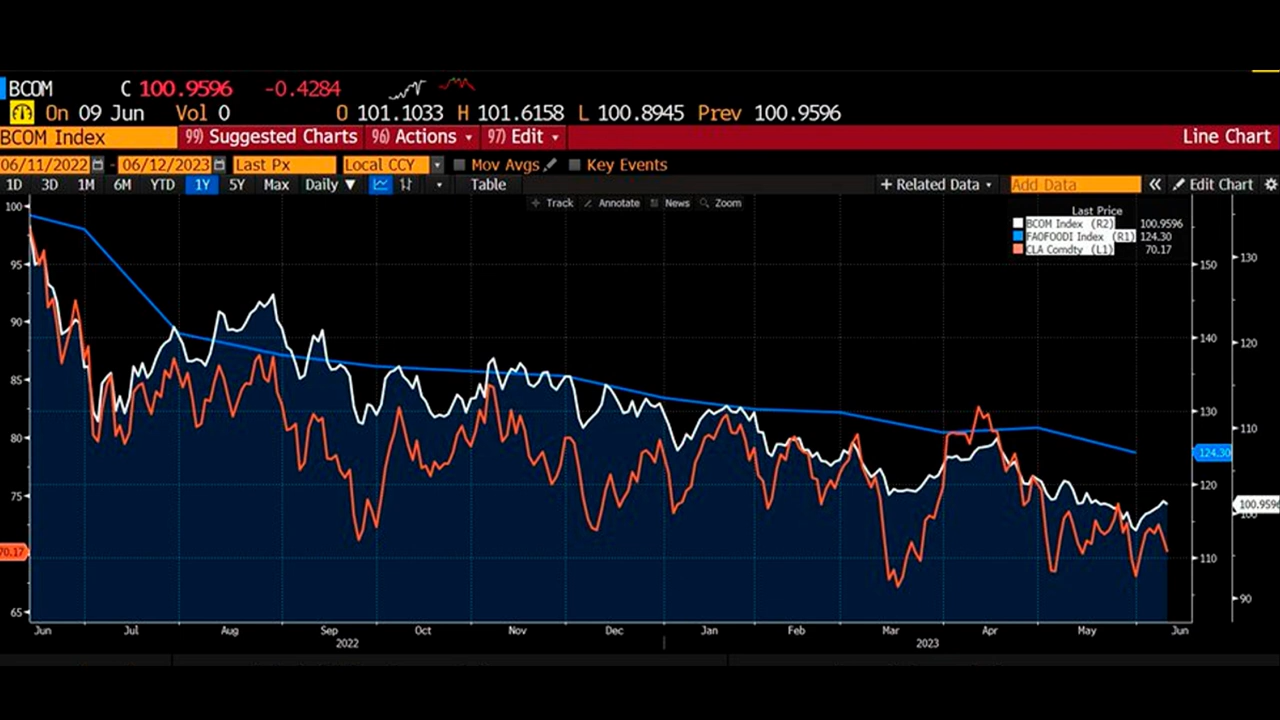 BCOM C 100.9596 -0.4284
On 09 Jun Vol 0 O 101.1033 H 101.6158 L 100.8945 Prev 100.9596
BCOM Index 99) Suggested Charts 96) Actions 97) Edit Line Chart
06/11/2022 - 06/12/2023 Last Px Local CCY Mov Avgs Key Events
1D 3D 1M 6M YTD 1Y 5Y Max Daily ▼ Table + Related Data Add Data « Edit Chart
Track Annotate News Zoom
Last Price
BCOM Index (R2) 100.9596
FAOFOODI Index (R1) 124.30
CLA Comdty (L1) 70.17
100
95 150 130
90
140 120
85
130 110
80
124.30
75 120
100.9596
100
70.17
110
90
65
Jun Jul Aug Sep Oct Nov Dec Jan Feb Mar Apr May Jun
2022 2023